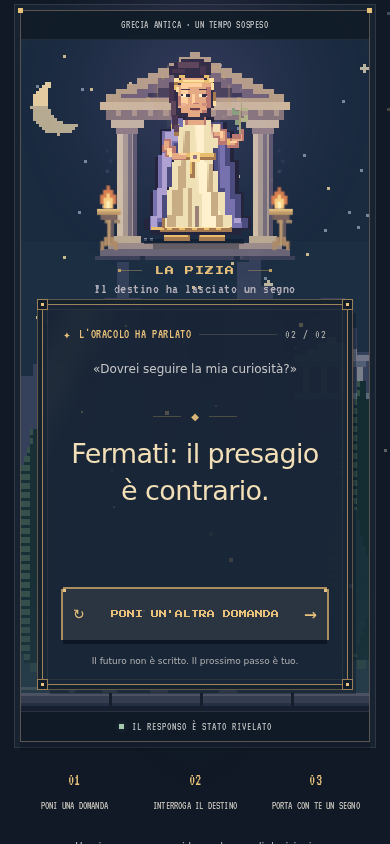 GRECIA ANTICA · UN TEMPO SOSPESO
LA PIZIA
Il destino ha lasciato un segno
L'ORACOLO HA PARLATO 02 / 02
«Dovrei seguire la mia curiosità?»
Fermati: il presagio
è contrario.
↻ PONI UN'ALTRA DOMANDA →
Il futuro non è scritto. Il prossimo passo è tuo.
IL RESPONSO È STATO RIVELATO
01 02 03
PONI UNA DOMANDA INTERROGA IL DESTINO PORTA CON TE UN SEGNO